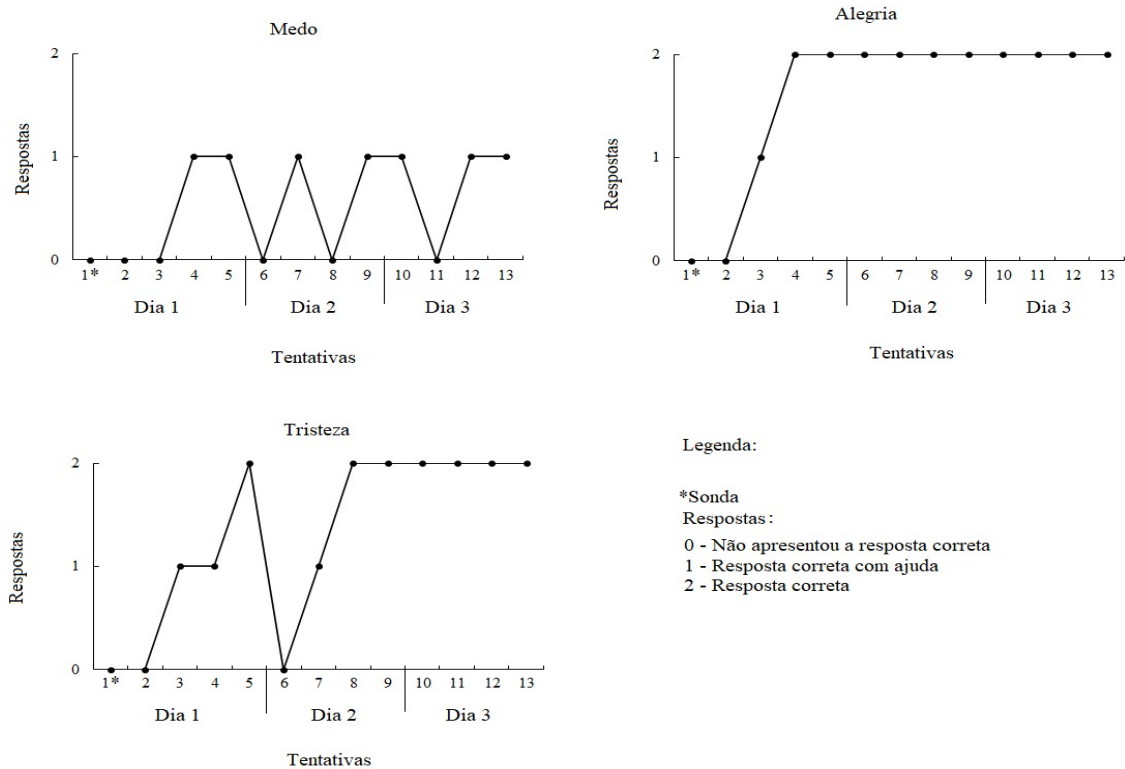 Medo
2
1
0
Respostas
1* 2 3 4 5 6 7 8 9 10 11 12 13
Dia 1 Dia 2 Dia 3
Tentativas
Alegria
2
1
0
Respostas
1* 2 3 4 5 6 7 8 9 10 11 12 13
Dia 1 Dia 2 Dia 3
Tentativas
Tristeza
2
1
0
Respostas
1* 2 3 4 5 6 7 8 9 10 11 12 13
Dia 1 Dia 2 Dia 3
Tentativas
Legenda:
*Sonda
Respostas:
0 - Não apresentou a resposta correta
1 - Resposta correta com ajuda
2 - Resposta correta